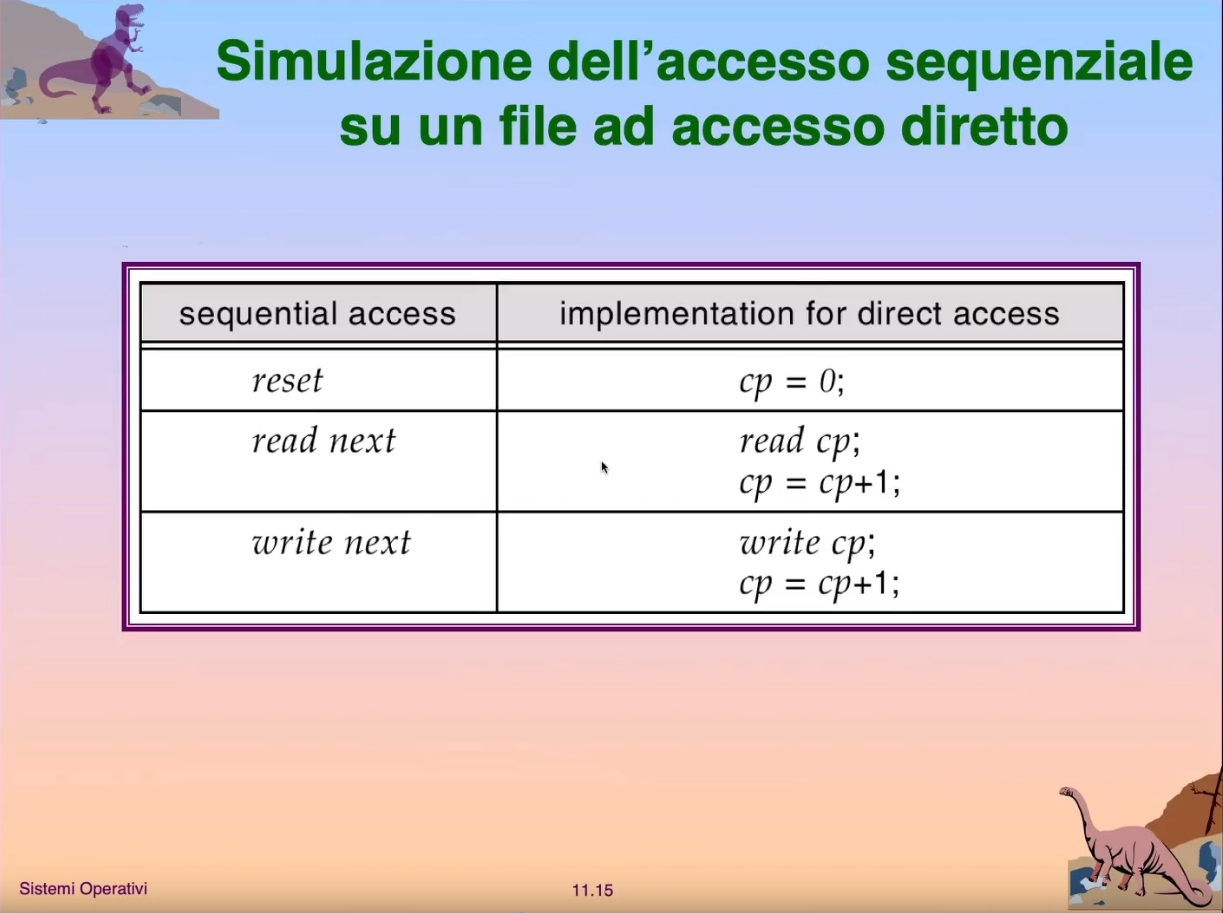 Simulazione dell’accesso sequenziale
su un file ad accesso diretto
sequential access implementation for direct access
reset cp = 0;
read next read cp;
cp = cp+1;
write next write cp;
cp = cp+1;
Sistemi Operativi 11.15